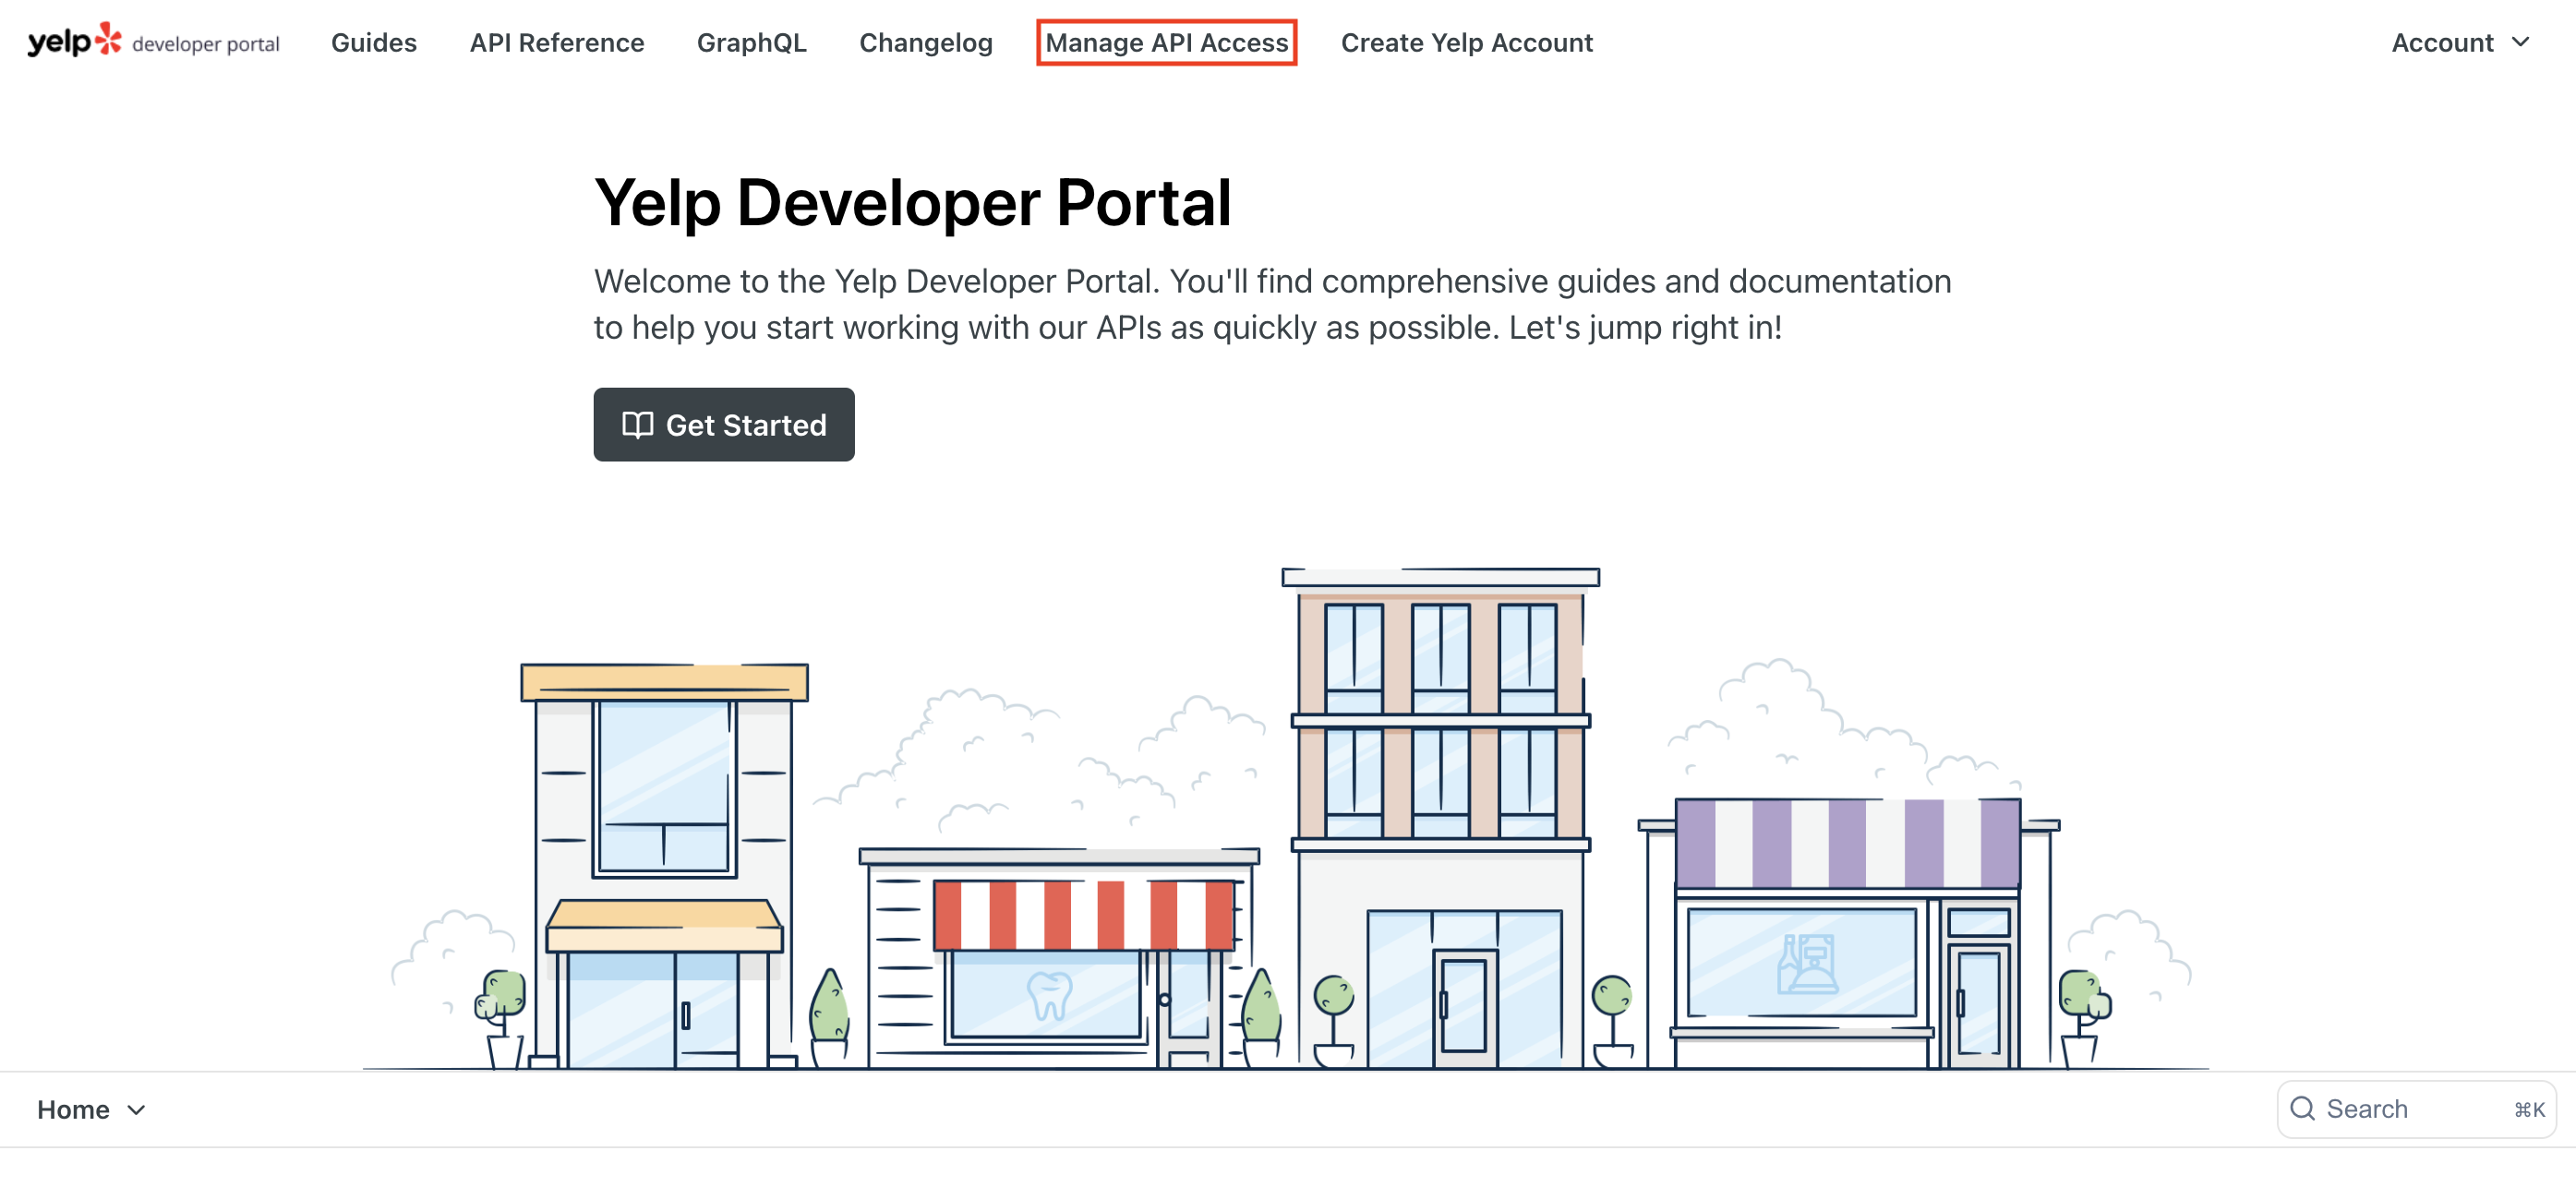 yelp developer portal Guides API Reference GraphQL Changelog Manage API Access Create Yelp Account Account
Yelp Developer Portal
Welcome to the Yelp Developer Portal. You'll find comprehensive guides and documentation
to help you start working with our APIs as quickly as possible. Let's jump right in!
Get Started
Home Search ⌘K